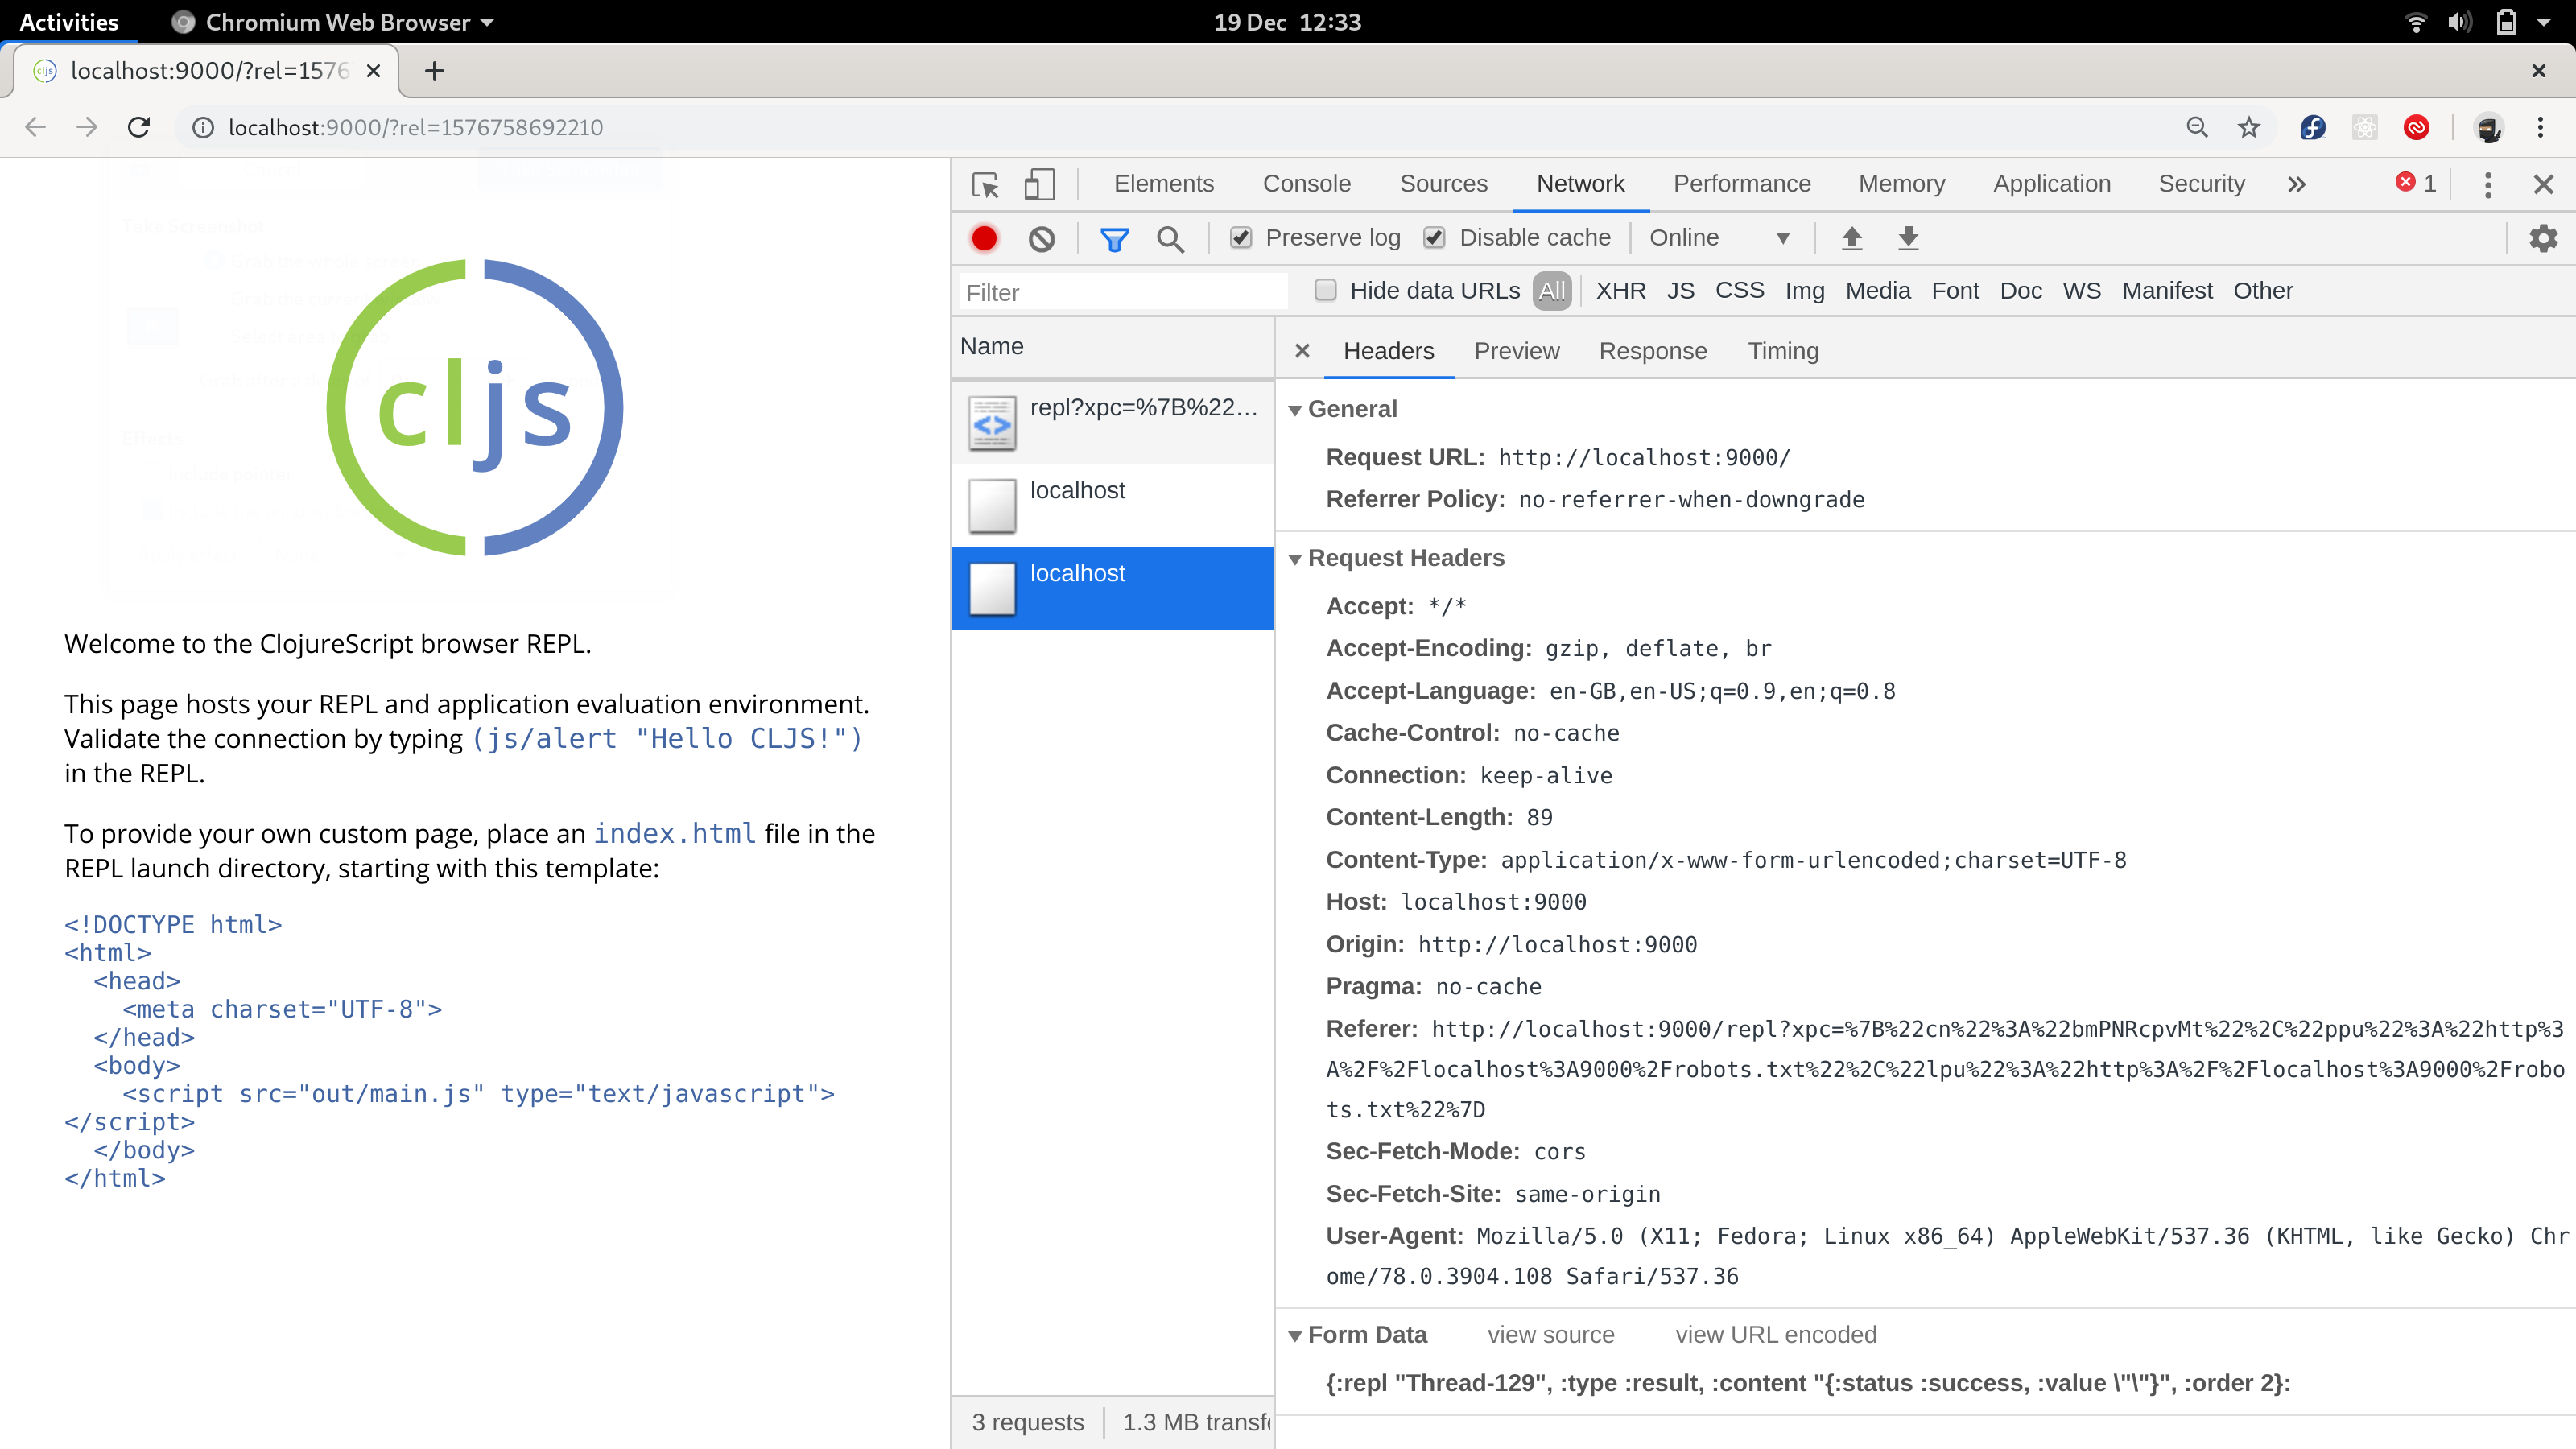 Activities
Chromium Web Browser
19 Dec 12:33
cljs
localhost:9000/?rel=1576
localhost:9000/?rel=1576758692210
Take Screenshot
Effects
cljs
Welcome to the ClojureScript browser REPL.
This page hosts your REPL and application evaluation environment.
Validate the connection by typing (js/alert "Hello CLJS!")
in the REPL.
To provide your own custom page, place an index.html file in the
REPL launch directory, starting with this template:
<!DOCTYPE html>
<html>
<head>
<meta charset="UTF-8">
</head>
<body>
<script src="out/main.js" type="text/javascript">
</script>
</body>
</html>
Elements Console Sources Network Performance Memory Application Security 1
Preserve log Disable cache Online
Filter Hide data URLs All XHR JS CSS Img Media Font Doc WS Manifest Other
Name
repl?xpc=%7B%22…
localhost
localhost
3 requests 1.3 MB transfe
Headers Preview Response Timing
General
Request URL: http://localhost:9000/
Referrer Policy: no-referrer-when-downgrade
Request Headers
Accept: */*
Accept-Encoding: gzip, deflate, br
Accept-Language: en-GB,en-US;q=0.9,en;q=0.8
Cache-Control: no-cache
Connection: keep-alive
Content-Length: 89
Content-Type: application/x-www-form-urlencoded;charset=UTF-8
Host: localhost:9000
Origin: http://localhost:9000
Pragma: no-cache
Referer: http://localhost:9000/repl?xpc=%7B%22cn%22%3A%22bmPNRcpvMt%22%2C%22ppu%22%3A%22http%3
A%2F%2Flocalhost%3A9000%2Frobots.txt%22%2C%22lpu%22%3A%22http%3A%2F%2Flocalhost%3A9000%2Frobo
ts.txt%22%7D
Sec-Fetch-Mode: cors
Sec-Fetch-Site: same-origin
User-Agent: Mozilla/5.0 (X11; Fedora; Linux x86_64) AppleWebKit/537.36 (KHTML, like Gecko) Chr
ome/78.0.3904.108 Safari/537.36
Form Data view source view URL encoded
{:repl "Thread-129", :type :result, :content "{:status :success, :value \"\"}", :order 2}: